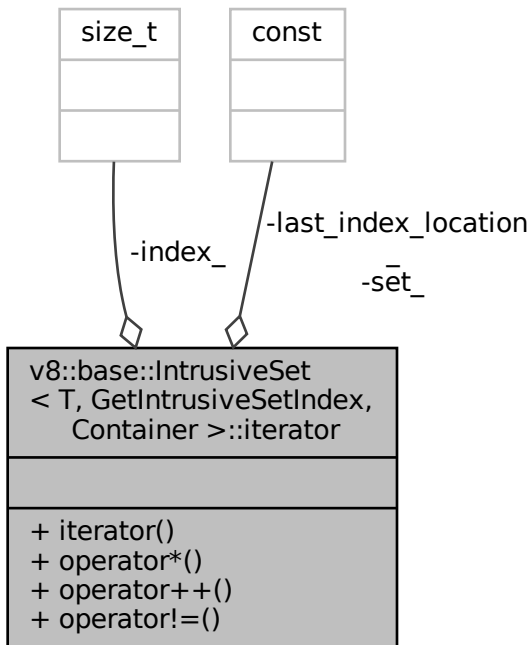 size_t
const
-index_
-last_index_location
_
-set_
v8::base::IntrusiveSet
< T, GetIntrusiveSetIndex,
Container >::iterator
+ iterator()
+ operator*()
+ operator++()
+ operator!=()